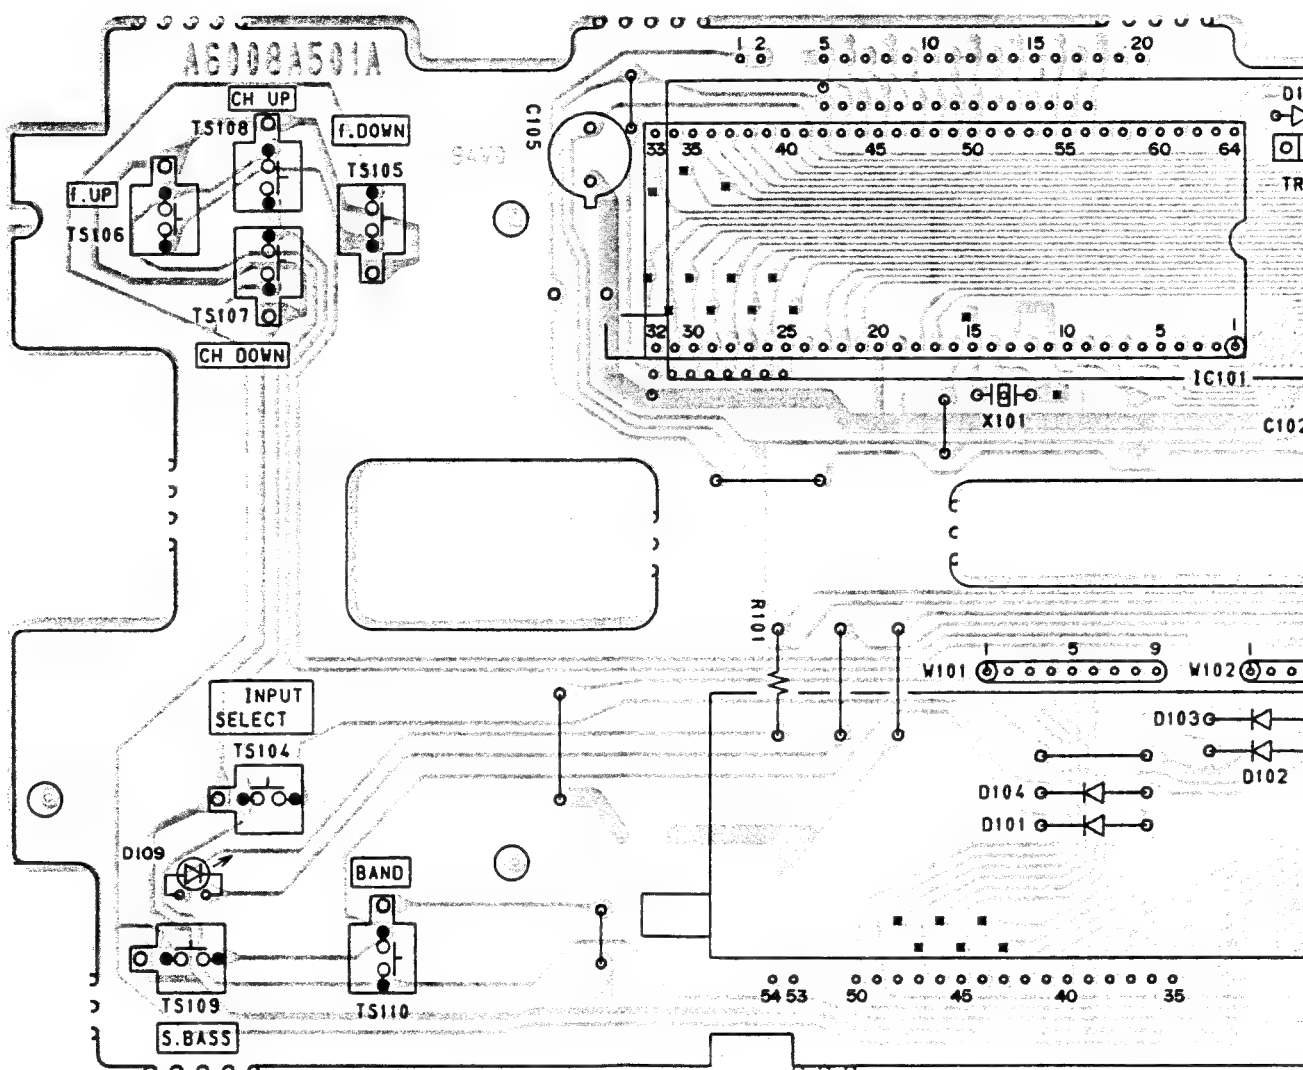 A6008A501A
1 2 5 10 15 20
CH UP
TS108
f.DOWN
C105
33 35 40 45 50 55 60 64
D1
TR
TS105
f.UP
TS106
TS107
CH DOWN
32 30 25 20 15 10 5 1
IC101
X101
C102
R101
W101 1 5 9
W102 1
INPUT
SELECT
TS104
D103
D102
D104
D101
D109
BAND
TS109
TS110
S.BASS
54 53 50 45 40 35